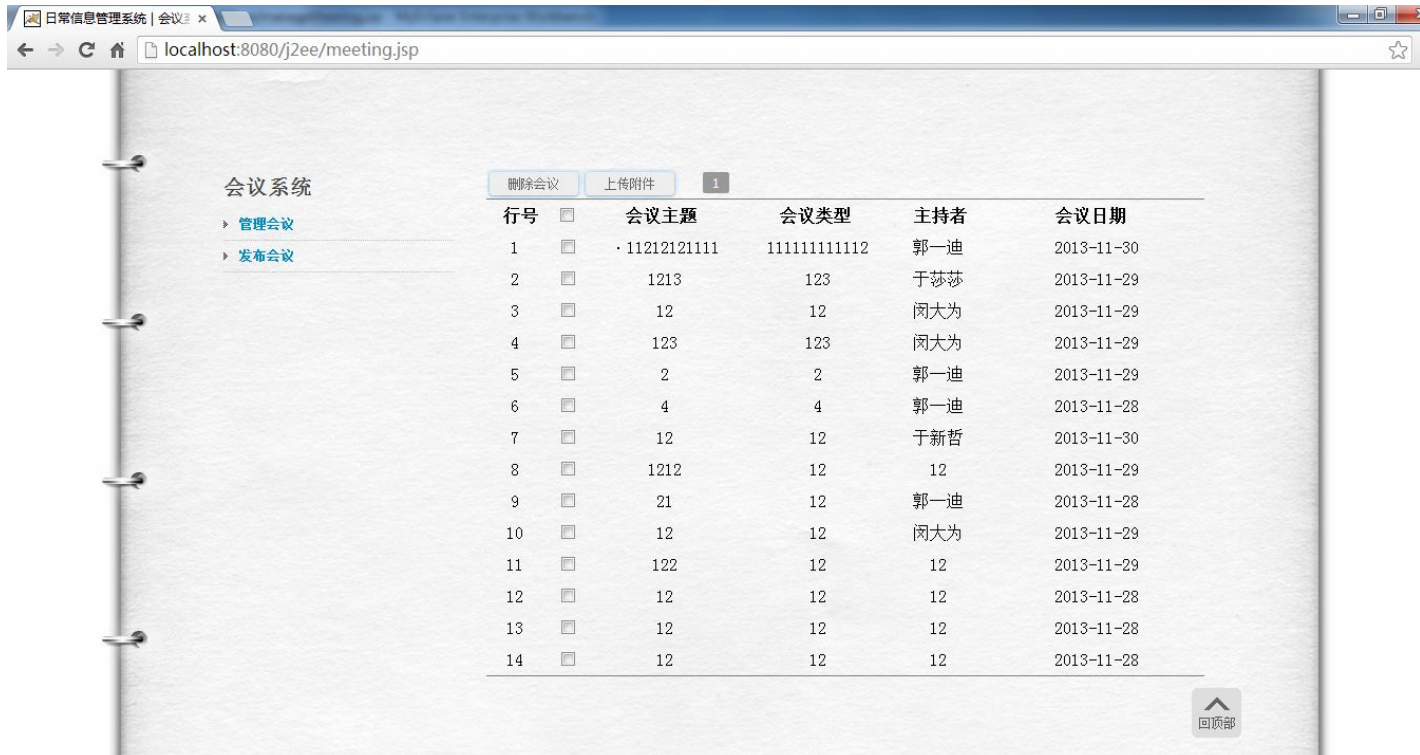 日常信息管理系统 | 会议
localhost:8080/j2ee/meeting.jsp
会议系统
管理会议
发布会议
删除会议 上传附件 1
行号 会议主题 会议类型 主持者 会议日期
1 ·11212121111 111111111112 郭一迪 2013-11-30
2 1213 123 于莎莎 2013-11-29
3 12 12 闵大为 2013-11-29
4 123 123 闵大为 2013-11-29
5 2 2 郭一迪 2013-11-29
6 4 4 郭一迪 2013-11-28
7 12 12 于新哲 2013-11-30
8 1212 12 12 2013-11-29
9 21 12 郭一迪 2013-11-28
10 12 12 闵大为 2013-11-29
11 122 12 12 2013-11-29
12 12 12 12 2013-11-28
13 12 12 12 2013-11-28
14 12 12 12 2013-11-28
回顶部